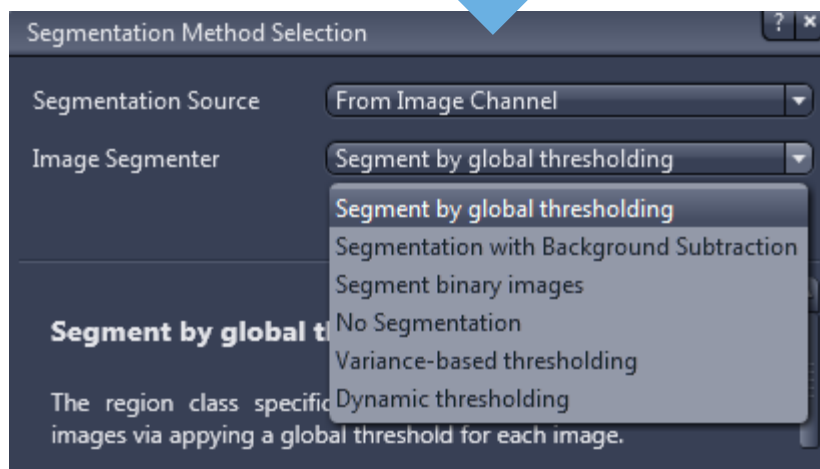 Segmentation Method Selection
? ×
Segmentation Source From Image Channel
Image Segmenter Segment by global thresholding
Segment by global thresholding
Segmentation with Background Subtraction
Segment binary images
No Segmentation
Variance-based thresholding
Dynamic thresholding
Segment by global
The region class
images via appying a global threshold for each image.